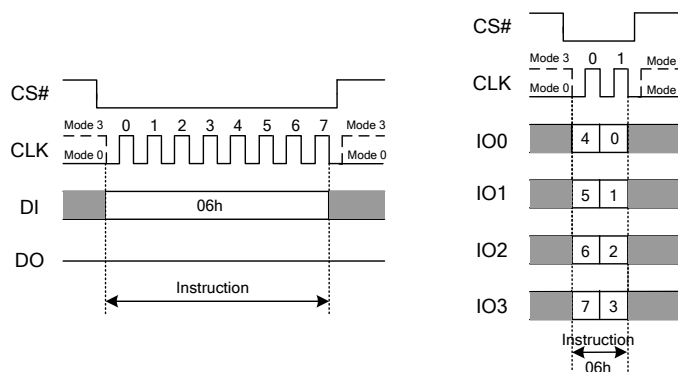 CS#
Mode 3 0 1 2 3 4 5 6 7 Mode 3
CLK
Mode 0 Mode 0
DI 06h
DO
Instruction
CS#
Mode 3 0 1 Mode
CLK
Mode 0 Mode
IO0 4 0
IO1 5 1
IO2 6 2
IO3 7 3
Instruction
06h